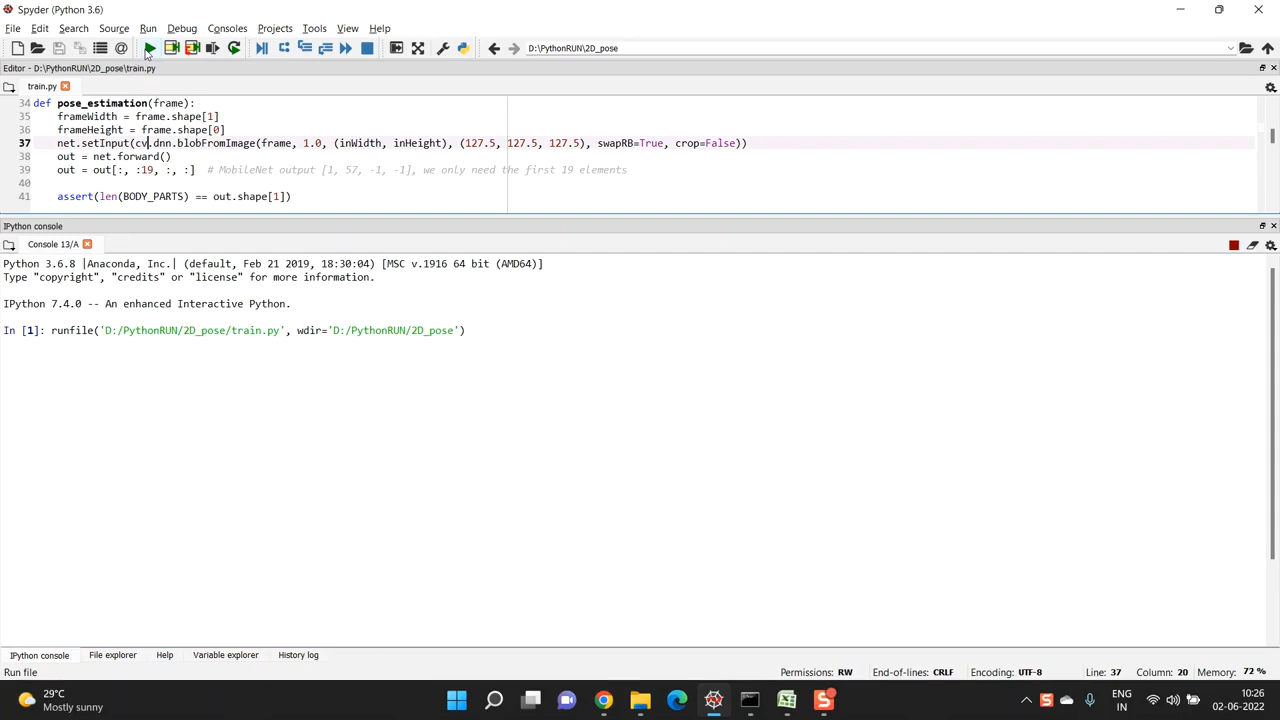 Spyder (Python 3.6)
File Edit Search Source Run Debug Consoles Projects Tools View Help
D:\PythonRUN\2D_pose
Editor - D:\PythonRUN\2D_pose\train.py
train.py
34 def pose_estimation(frame):
35 frameWidth = frame.shape[1]
36 frameHeight = frame.shape[0]
37 net.setInput(cv.dnn.blobFromImage(frame, 1.0, (inWidth, inHeight), (127.5, 127.5, 127.5), swapRB=True, crop=False))
38 out = net.forward()
39 out = out[:, :19, :, :] # MobileNet output [1, 57, -1, -1], we only need the first 19 elements
40
41 assert(len(BODY_PARTS) == out.shape[1])
IPython console
Console 13/A
Python 3.6.8 |Anaconda, Inc.| (default, Feb 21 2019, 18:30:04) [MSC v.1916 64 bit (AMD64)]
Type "copyright", "credits" or "license" for more information.
IPython 7.4.0 -- An enhanced Interactive Python.
In [1]: runfile('D:/PythonRUN/2D_pose/train.py', wdir='D:/PythonRUN/2D_pose')
IPython console File explorer Help Variable explorer History log
Run file Permissions: RW End-of-lines: CRLF Encoding: UTF-8 Line: 37 Column: 20 Memory: 72 %
29°C
Mostly sunny
ENG
IN
10:26
02-06-2022